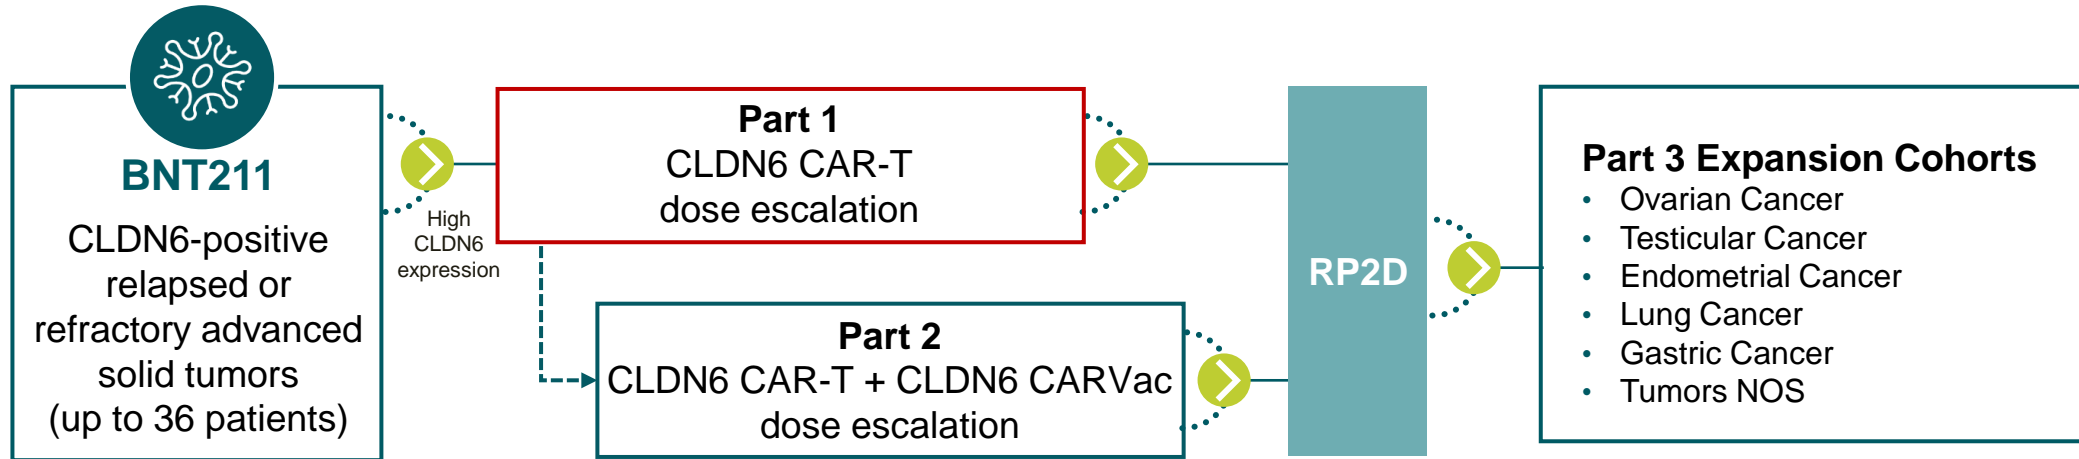 BNT211
CLDN6-positive
relapsed or
refractory advanced
solid tumors
(up to 36 patients)
High
CLDN6
expression
Part 1
CLDN6 CAR-T
dose escalation
Part 2
CLDN6 CAR-T + CLDN6 CARVac
dose escalation
RP2D
Part 3 Expansion Cohorts
• Ovarian Cancer
• Testicular Cancer
• Endometrial Cancer
• Lung Cancer
• Gastric Cancer
• Tumors NOS